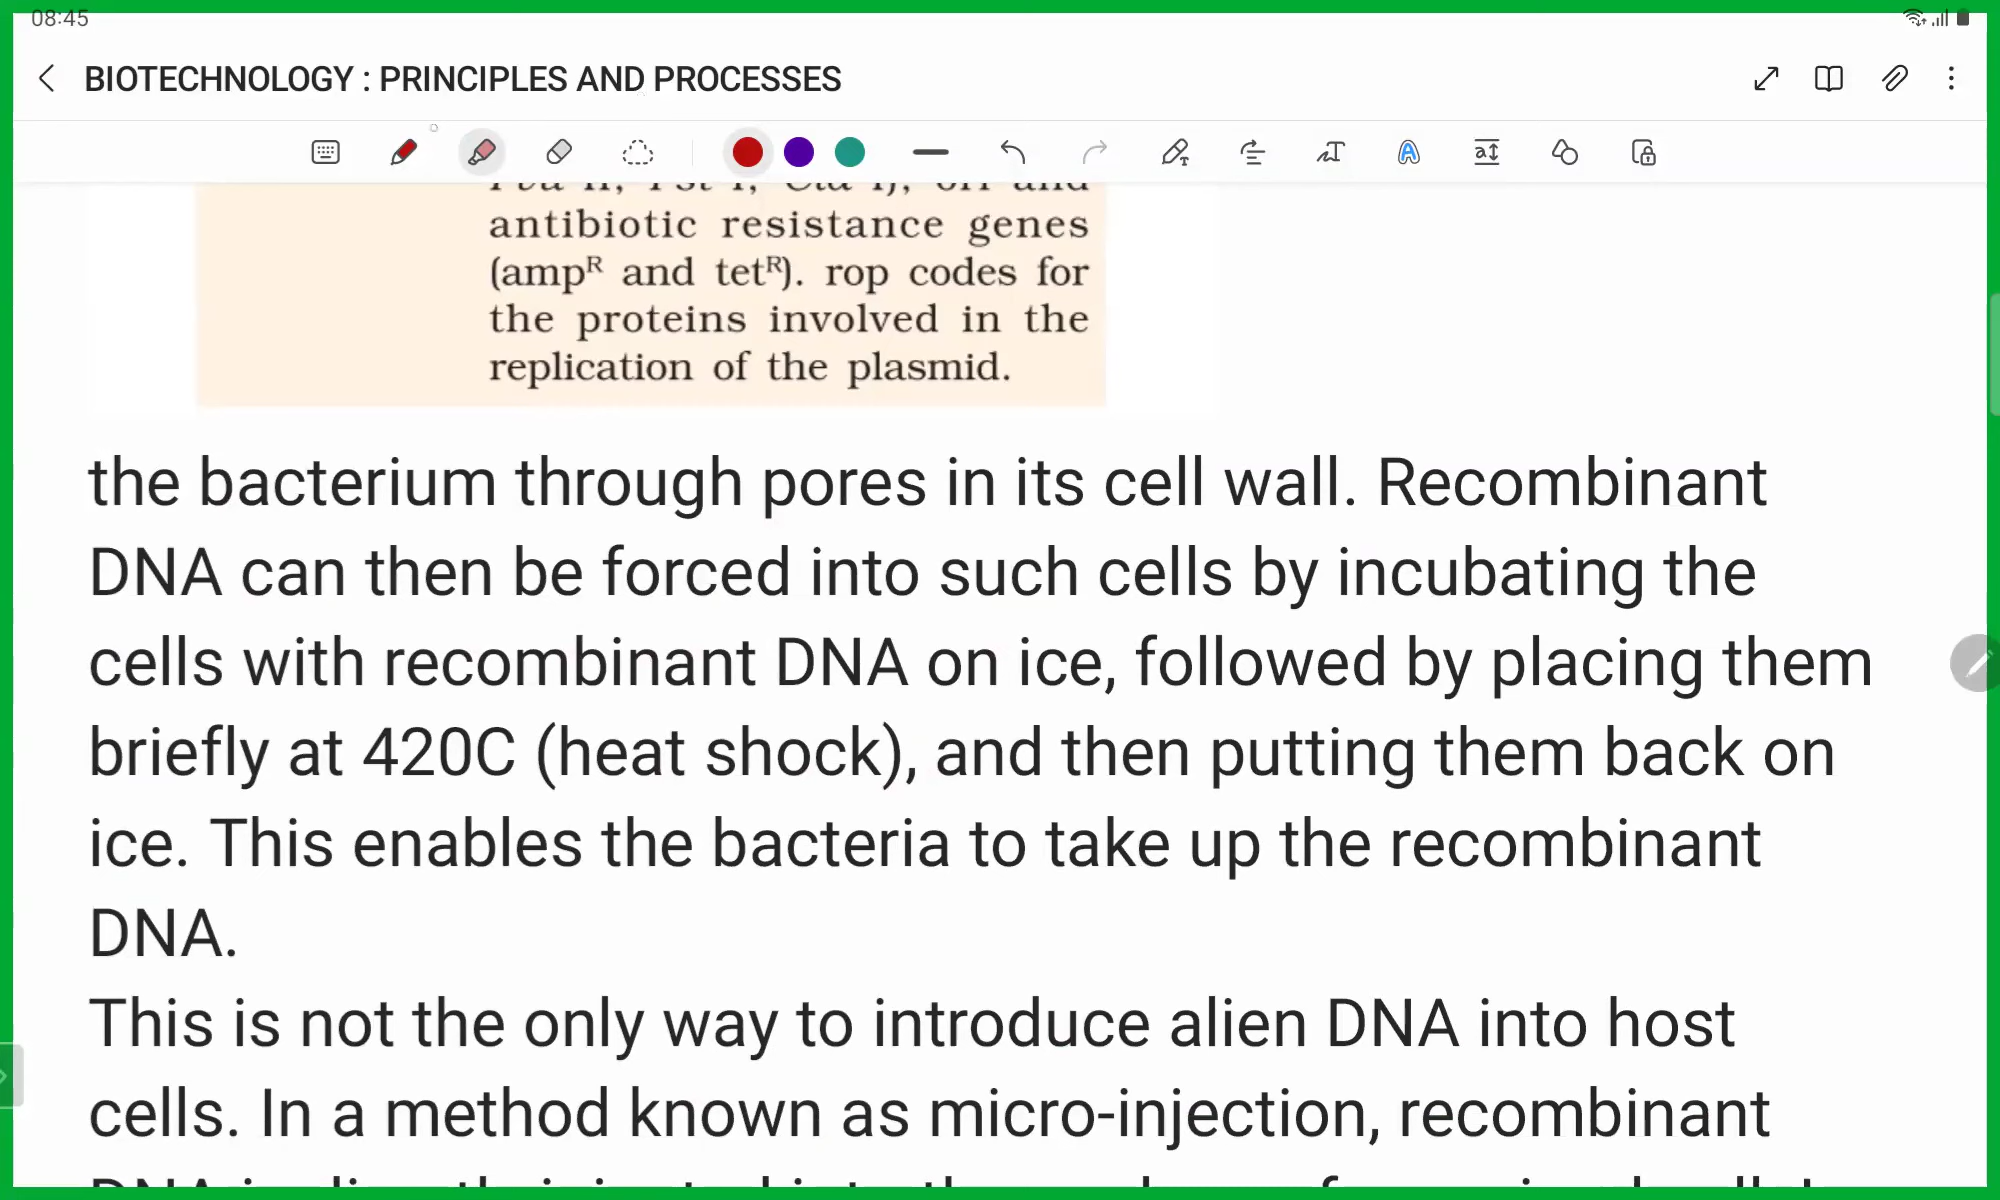 08:45
BIOTECHNOLOGY : PRINCIPLES AND PROCESSES
antibiotic resistance genes
(ampᴿ and tetᴿ). rop codes for
the proteins involved in the
replication of the plasmid.
the bacterium through pores in its cell wall. Recombinant
DNA can then be forced into such cells by incubating the
cells with recombinant DNA on ice, followed by placing them
briefly at 420C (heat shock), and then putting them back on
ice. This enables the bacteria to take up the recombinant
DNA.
This is not the only way to introduce alien DNA into host
cells. In a method known as micro-injection, recombinant